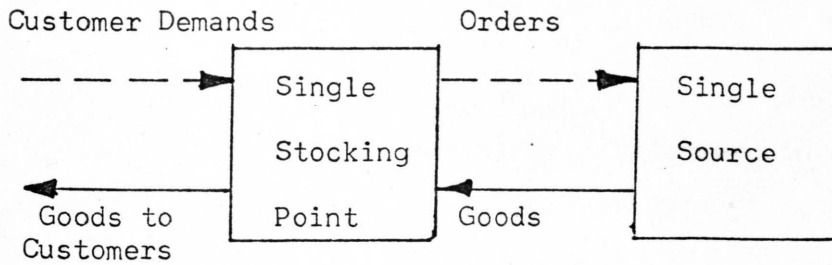 Customer Demands
Orders
Single
Stocking
Point
Single
Source
Goods to
Customers
Goods